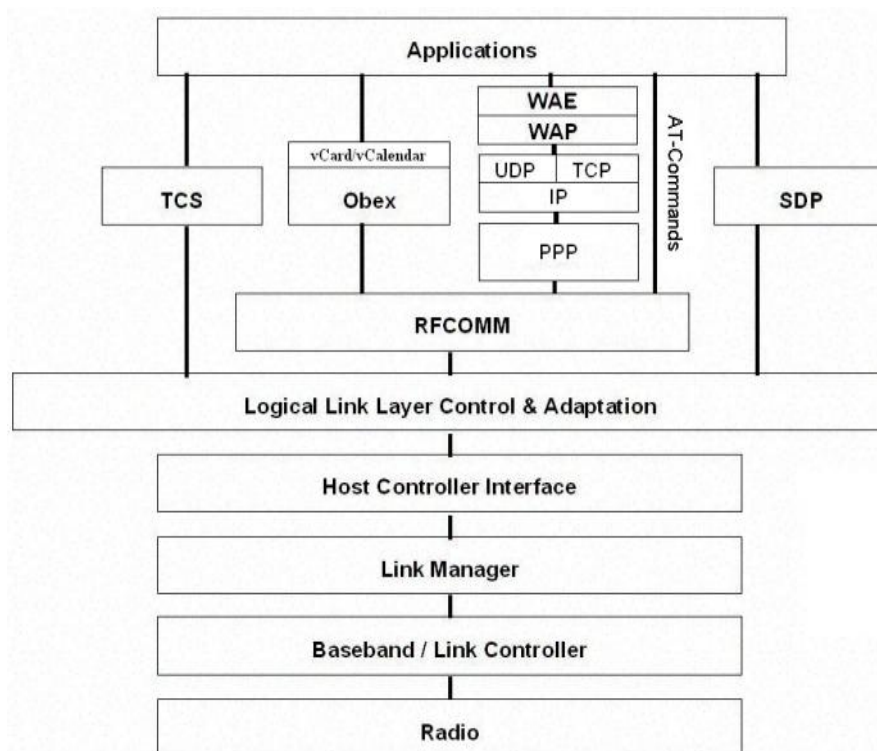 Applications
WAE
WAP
AT-Commands
vCard/vCalendar
UDP TCP
TCS
Obex
IP
SDP
PPP
RFCOMM
Logical Link Layer Control & Adaptation
Host Controller Interface
Link Manager
Baseband / Link Controller
Radio